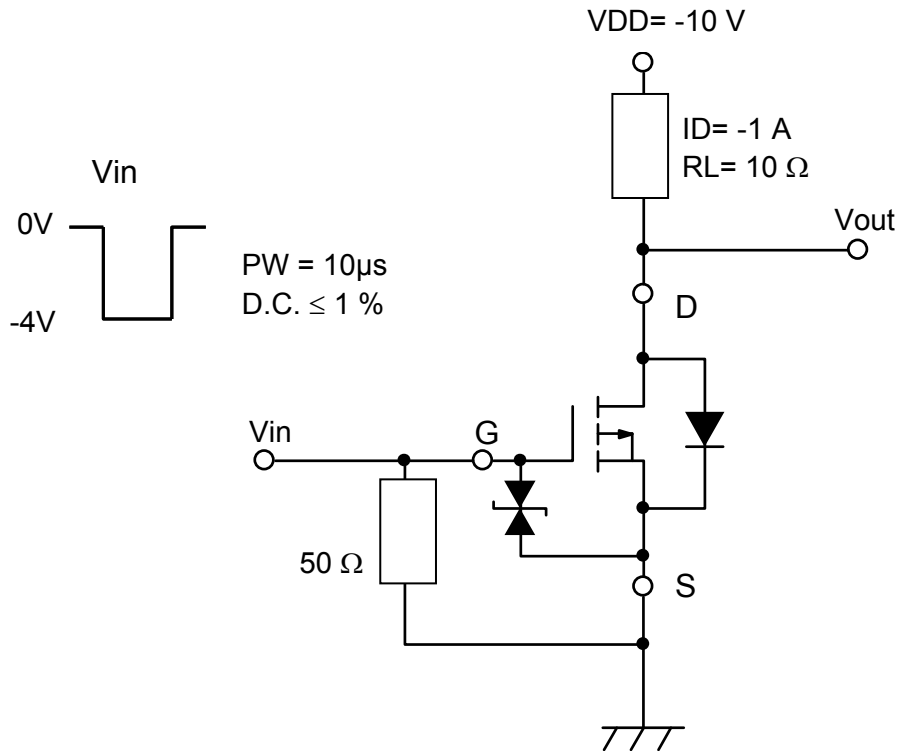 VDD= -10 V
ID= -1 A
RL= 10 Ω
Vin
0V
-4V
PW = 10µs
D.C. ≤ 1 %
Vout
D
Vin
G
50 Ω
S